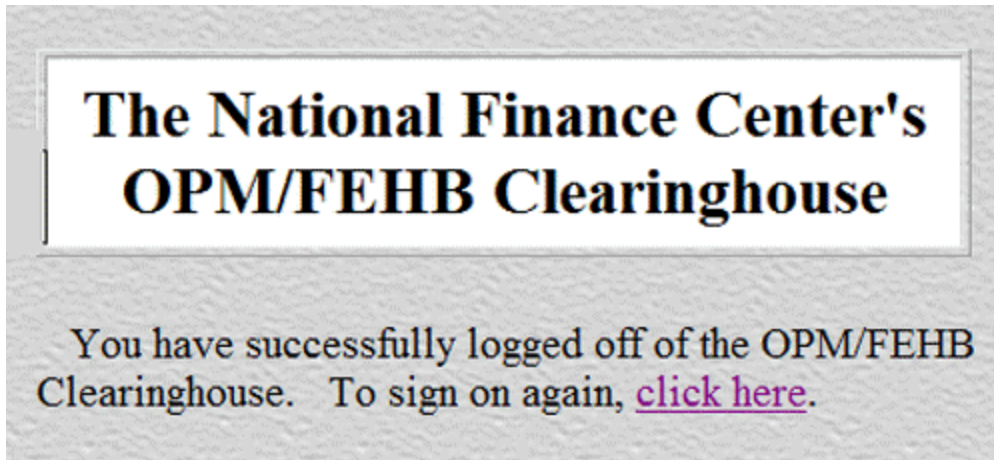 The National Finance Center's
OPM/FEHB Clearinghouse
You have successfully logged off of the OPM/FEHB
Clearinghouse. To sign on again, click here.